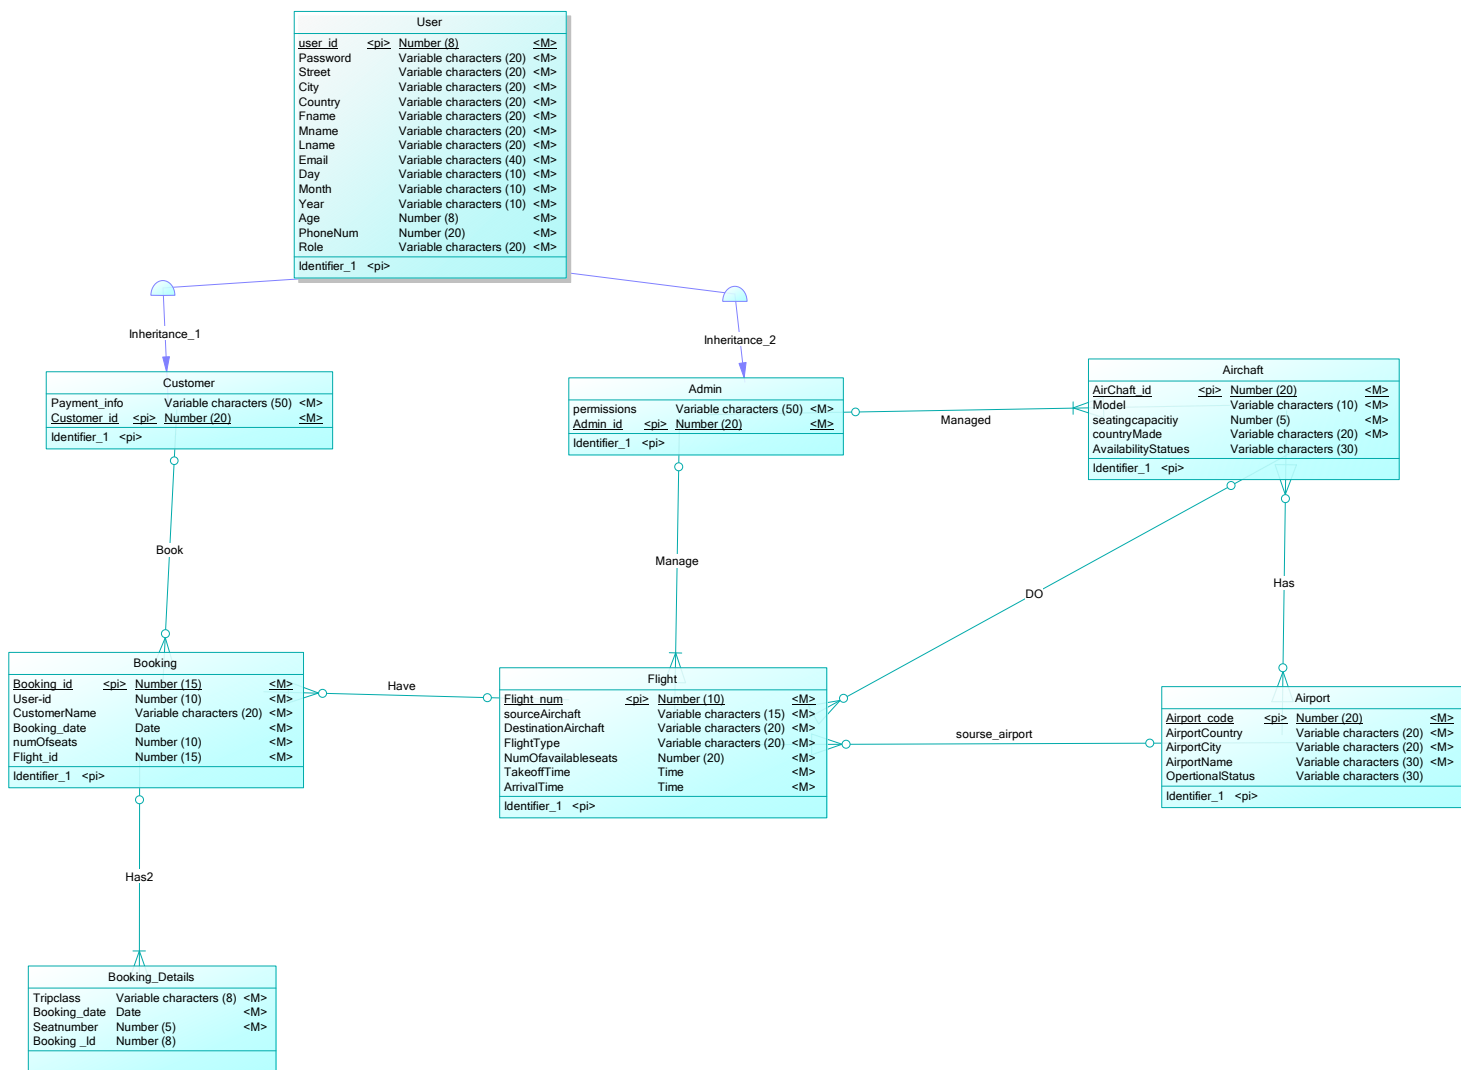 User
user_id <pi> Number (8) <M>
Password Variable characters (20) <M>
Street Variable characters (20) <M>
City Variable characters (20) <M>
Country Variable characters (20) <M>
Fname Variable characters (20) <M>
Mname Variable characters (20) <M>
Lname Variable characters (20) <M>
Email Variable characters (40) <M>
Day Variable characters (10) <M>
Month Variable characters (10) <M>
Year Variable characters (10) <M>
Age Number (8) <M>
PhoneNum Number (20) <M>
Role Variable characters (20) <M>
Identifier_1 <pi>
Inheritance_1
Inheritance_2
Customer
Payment_info Variable characters (50) <M>
Customer_id <pi> Number (20) <M>
Identifier_1 <pi>
Admin
permissions Variable characters (50) <M>
Admin_id <pi> Number (20) <M>
Identifier_1 <pi>
Managed
Airchaft
AirChaft_id <pi> Number (20) <M>
Model Variable characters (10) <M>
seatingcapacitiy Number (5) <M>
countryMade Variable characters (20) <M>
AvailabilityStatues Variable characters (30)
Identifier_1 <pi>
Book
Manage
DO
Has
Booking
Booking_id <pi> Number (15) <M>
User-id Number (10) <M>
CustomerName Variable characters (20) <M>
Booking_date Date <M>
numOfseats Number (10) <M>
Flight_id Number (15) <M>
Identifier_1 <pi>
Have
Flight
Flight_num <pi> Number (10) <M>
sourceAirchaft Variable characters (15) <M>
DestinationAirchaft Variable characters (20) <M>
FlightType Variable characters (20) <M>
NumOfavailableseats Number (20) <M>
TakeoffTime Time <M>
ArrivalTime Time <M>
Identifier_1 <pi>
sourse_airport
Airport
Airport_code <pi> Number (20) <M>
AirportCountry Variable characters (20) <M>
AirportCity Variable characters (20) <M>
AirportName Variable characters (30) <M>
OpertionalStatus Variable characters (30)
Identifier_1 <pi>
Has2
Booking_Details
Tripclass Variable characters (8) <M>
Booking_date Date <M>
Seatnumber Number (5) <M>
Booking _Id Number (8)